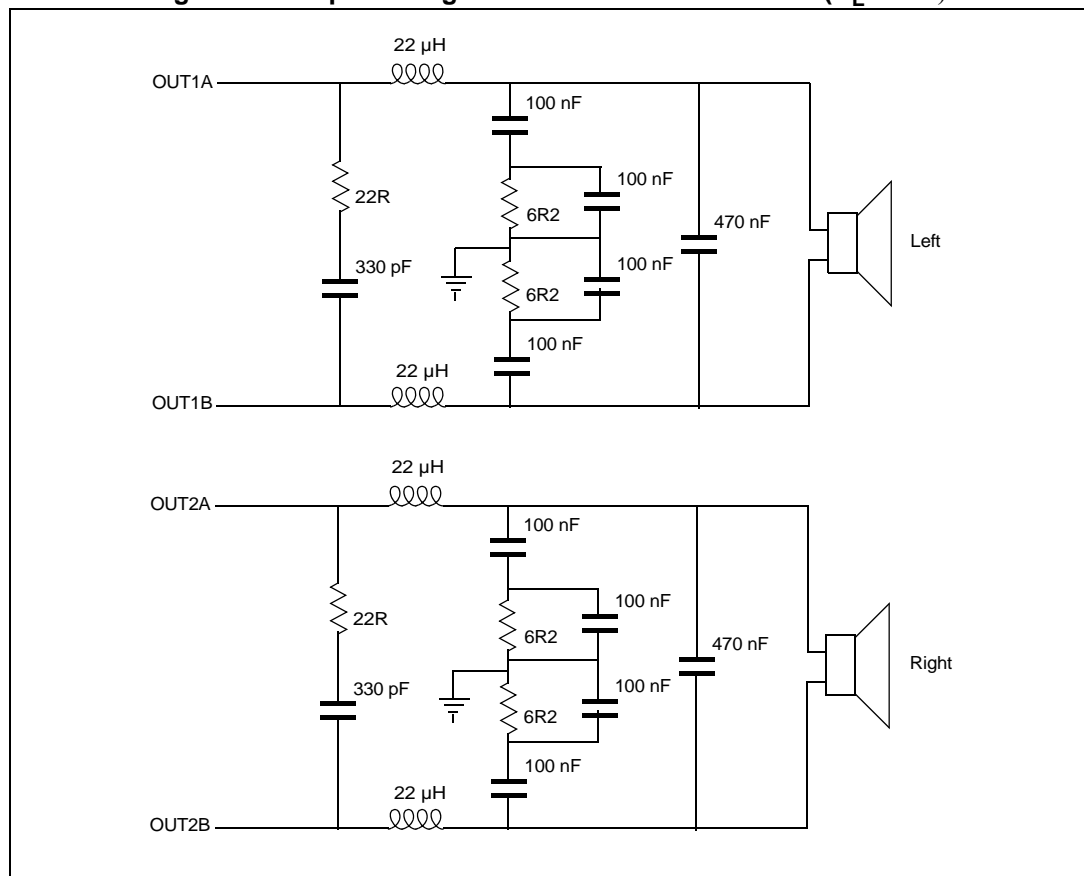 22 µH
OUT1A
100 nF
100 nF
22R
6R2
470 nF
Left
330 pF
100 nF
6R2
100 nF
22 µH
OUT1B
22 µH
OUT2A
100 nF
100 nF
22R
6R2
470 nF
Right
330 pF
100 nF
6R2
100 nF
22 µH
OUT2B